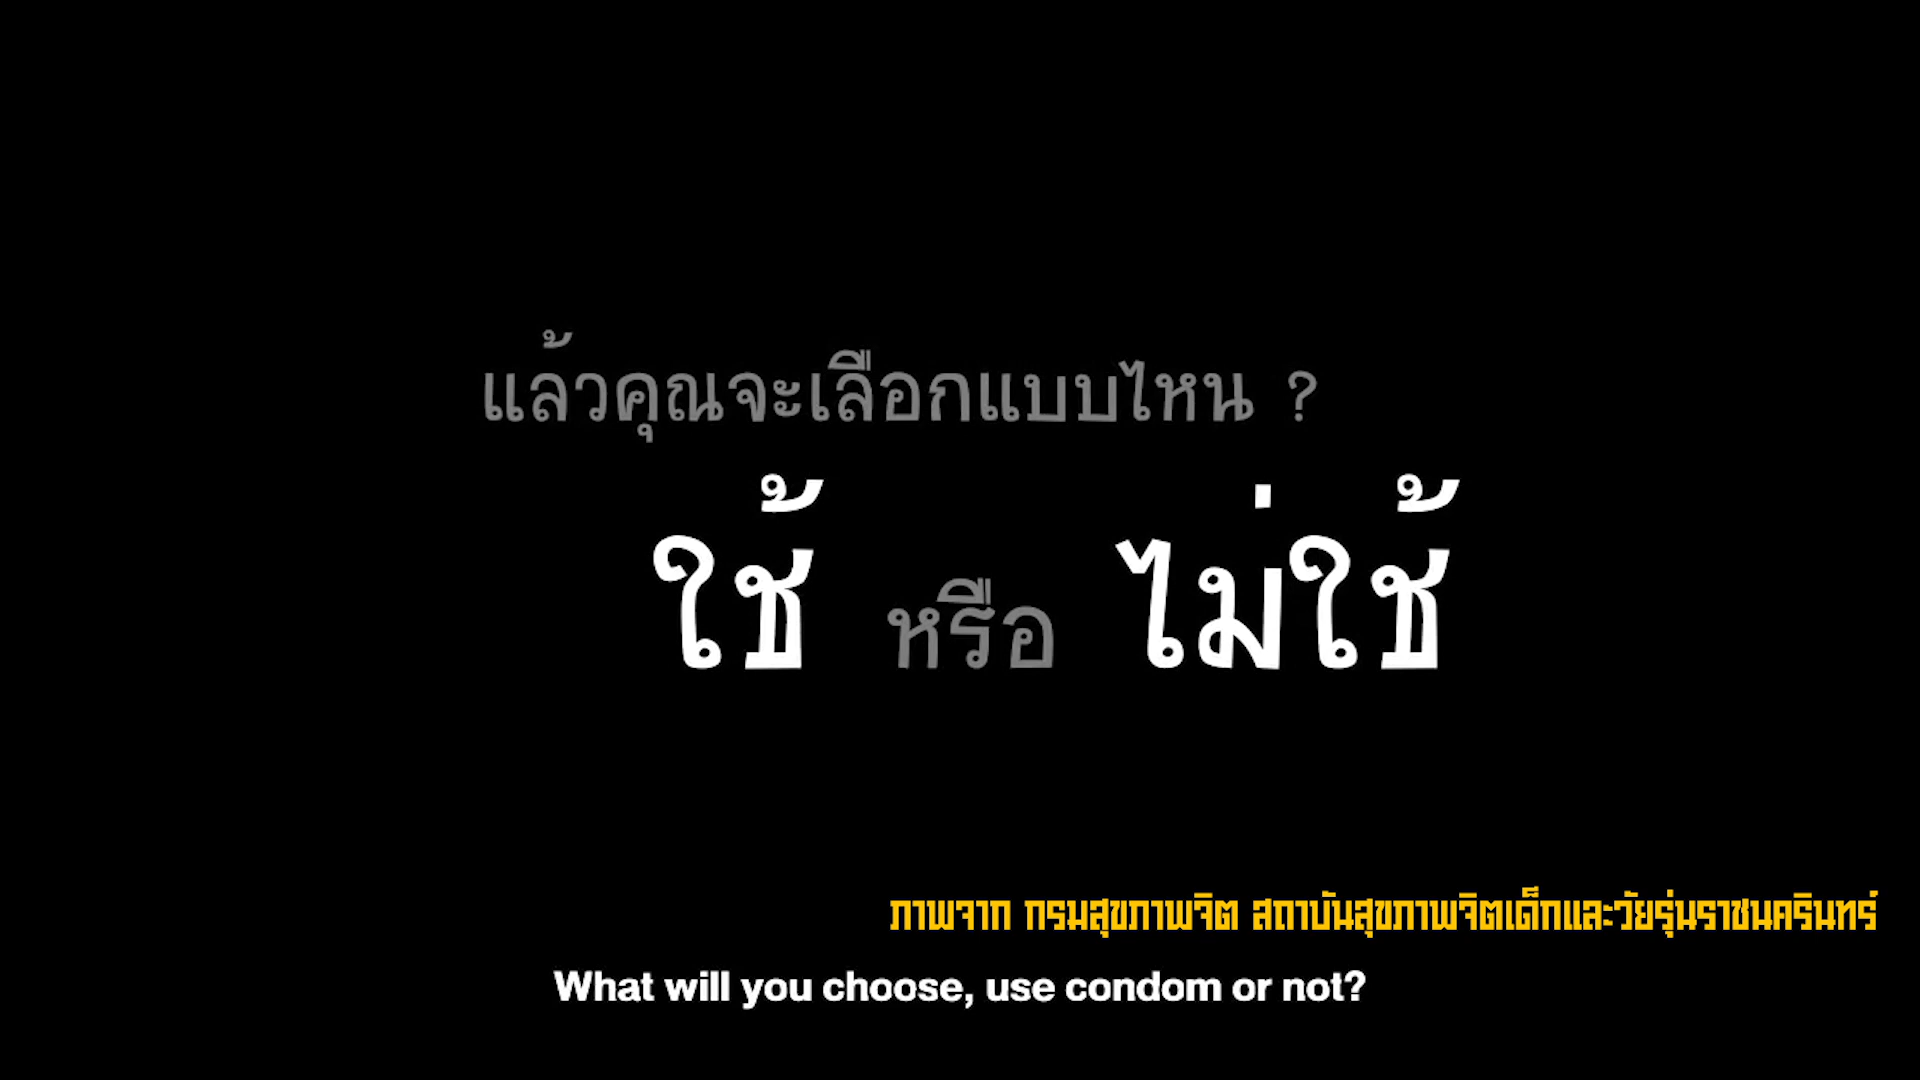 แล้วคุณจะเลือกแบบไหน ?
ใช้ หรือ ไม่ใช้
ภาพจาก กรมสุขภาพจิต สถาบันสุขภาพจิตเด็กและวัยรุ่นราชนครินทร์
What will you choose, use condom or not?